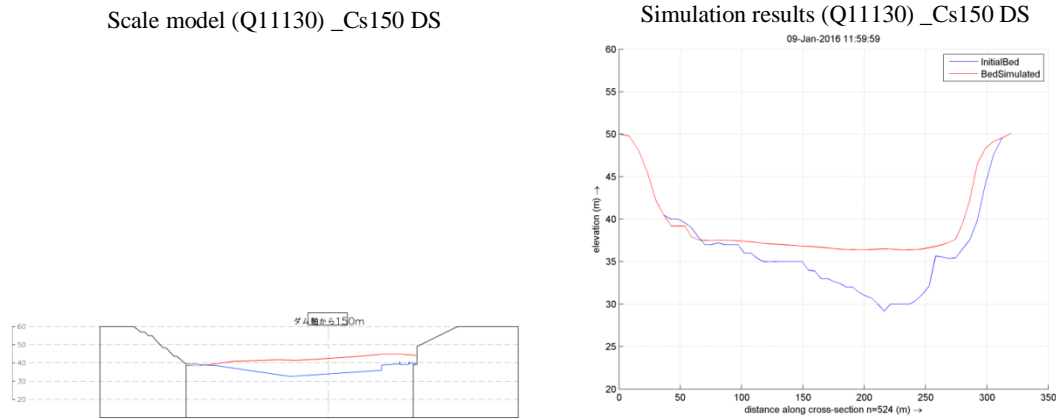 Scale model (Q11130) _Cs150 DS
ダム軸から150m
60
50
40
30
20
Simulation results (Q11130) _Cs150 DS
09-Jan-2016 11:59:59
InitialBed
BedSimulated
elevation (m) →
60
55
50
45
40
35
30
25
20
0 50 100 150 200 250 300 350
distance along cross-section n=524 (m) →